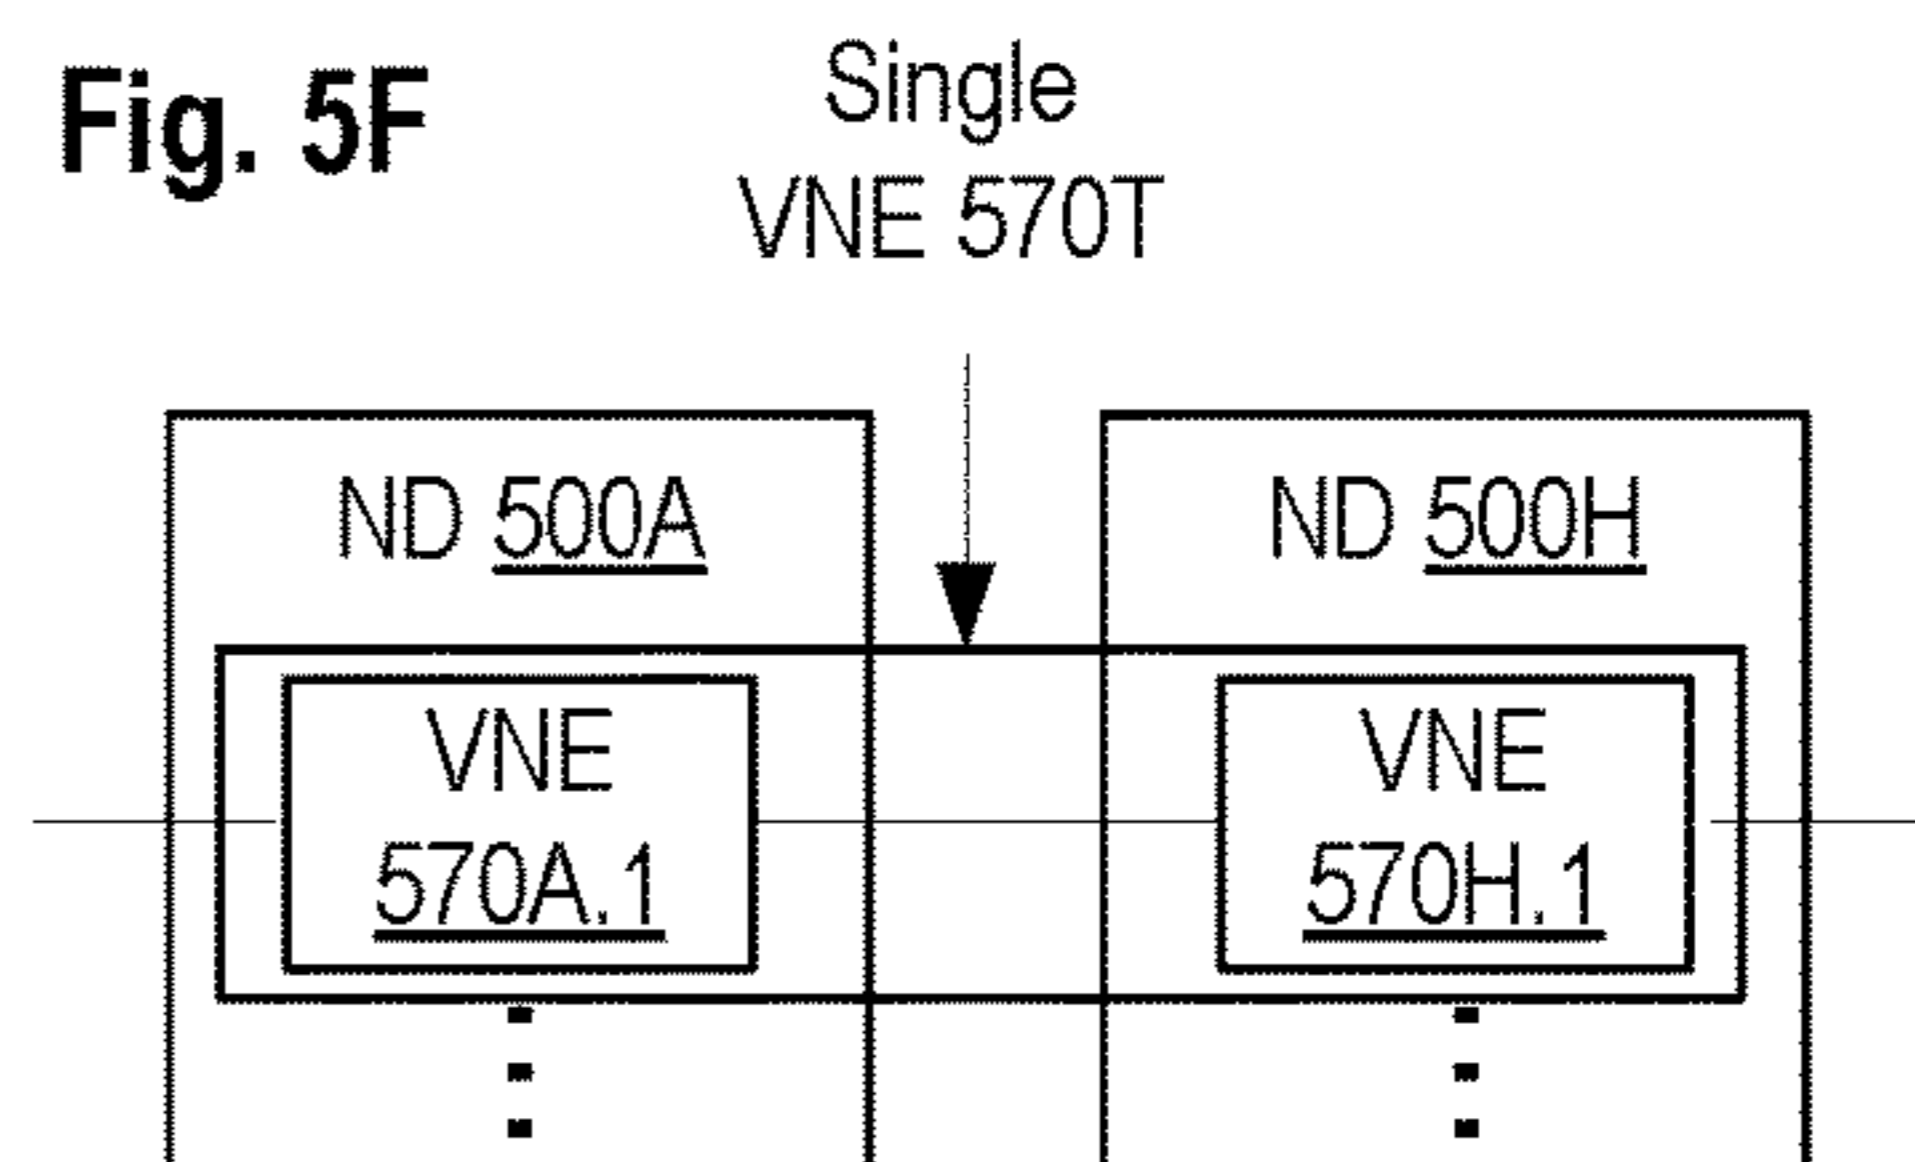 Fig. 5F
Single
VNE 570T
ND 500A
ND 500H
VNE
570A.1
VNE
570H.1